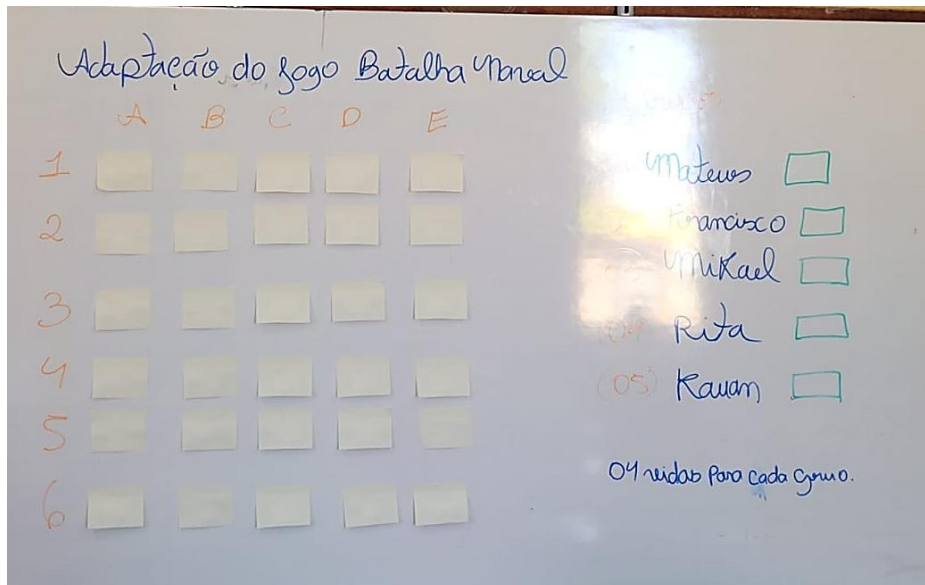 Adaptação do Jogo Batalha Naval
A B C D E
1
2
3
4
5
6
Mateus
Francisco
Mikael
Rita
(05) Kauan
04 vidas Para cada Grupo.